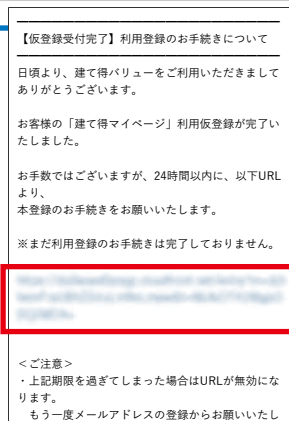 【仮登録受付完了】利用登録のお手続きについて
日頃より、建て得バリューをご利用いただきまして
ありがとうございます。
お客様の「建て得マイページ」利用仮登録が完了い
たしました。
お手数ではございますが、24時間以内に、以下URL
より、
本登録のお手続きをお願いいたします。
※まだ利用登録のお手続きは完了しておりません。
＜ご注意＞
・上記期限を過ぎてしまった場合はURLが無効にな
ります。
もう一度メールアドレスの登録からお願いいたし